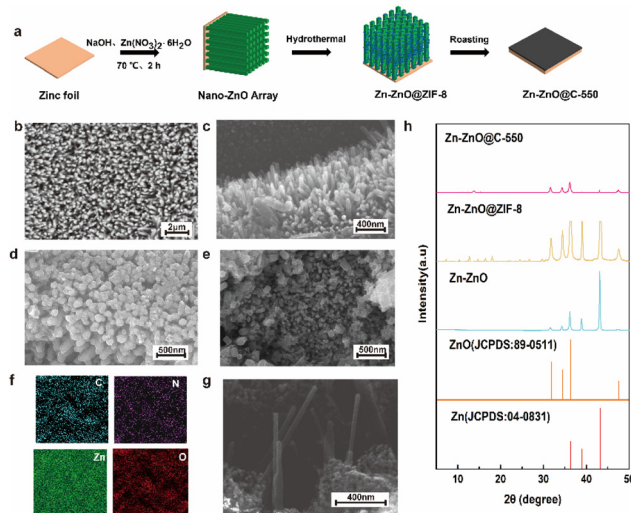 a
NaOH、Zn(NO3)2· 6H2O
70 ℃、2 h
Hydrothermal
Roasting
Zinc foil
Nano-ZnO Array
Zn-ZnO@ZIF-8
Zn-ZnO@C-550
b
2μm
c
400nm
d
500nm
e
500nm
f
C
N
Zn
O
g
400nm
h
Zn-ZnO@C-550
Zn-ZnO@ZIF-8
Zn-ZnO
ZnO(JCPDS:89-0511)
Zn(JCPDS:04-0831)
Intensity(a.u)
10 20 30 40 50
2θ (degree)